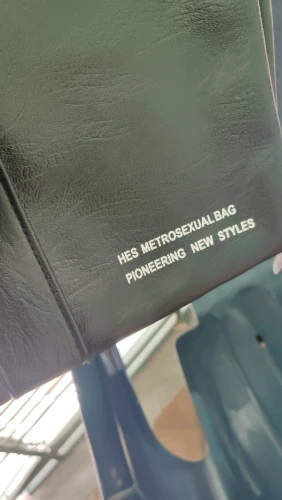 HES METROSEXUAL BAG
PIONEERING NEW STYLES